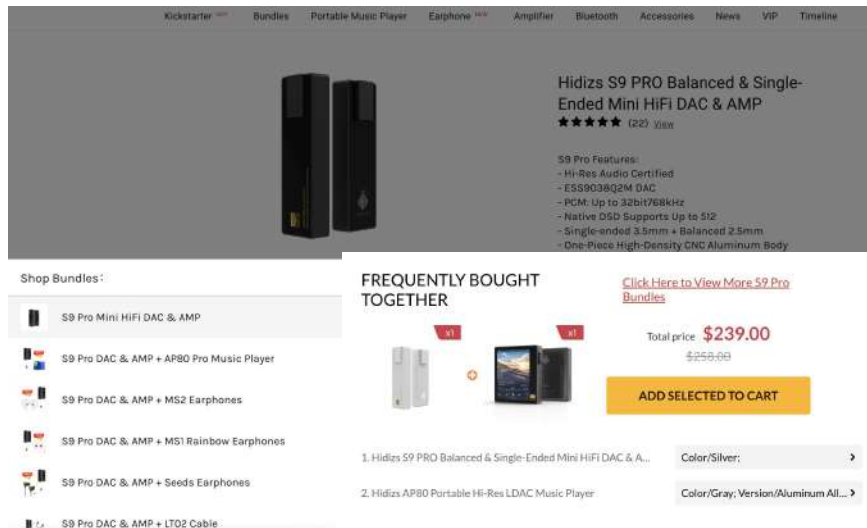 Kickstarter HOT
Bundles
Portable Music Player
Earphone NEW
Amplifier
Bluetooth
Accessories
News
VIP
Timeline
Hidizs S9 PRO Balanced & Single-
Ended Mini HiFi DAC & AMP
★★★★★ (22) View
S9 Pro Features:
- Hi-Res Audio Certified
- ESS9038Q2M DAC
- PCM: Up to 32bit768kHz
- Native DSD Supports Up to 512
- Single-ended 3.5mm + Balanced 2.5mm
- One-Piece High-Density CNC Aluminum Body
Shop Bundles:
S9 Pro Mini HiFi DAC & AMP
S9 Pro DAC & AMP + AP80 Pro Music Player
S9 Pro DAC & AMP + MS2 Earphones
S9 Pro DAC & AMP + MS1 Rainbow Earphones
S9 Pro DAC & AMP + Seeds Earphones
S9 Pro DAC & AMP + LT02 Cable
FREQUENTLY BOUGHT
TOGETHER
Click Here to View More S9 Pro
Bundles
x1
x1
Total price $239.00
$258.00
ADD SELECTED TO CART
1. Hidizs S9 PRO Balanced & Single-Ended Mini HiFi DAC & A...
Color/Silver;
2. Hidizs AP80 Portable Hi-Res LDAC Music Player
Color/Gray; Version/Aluminum All...